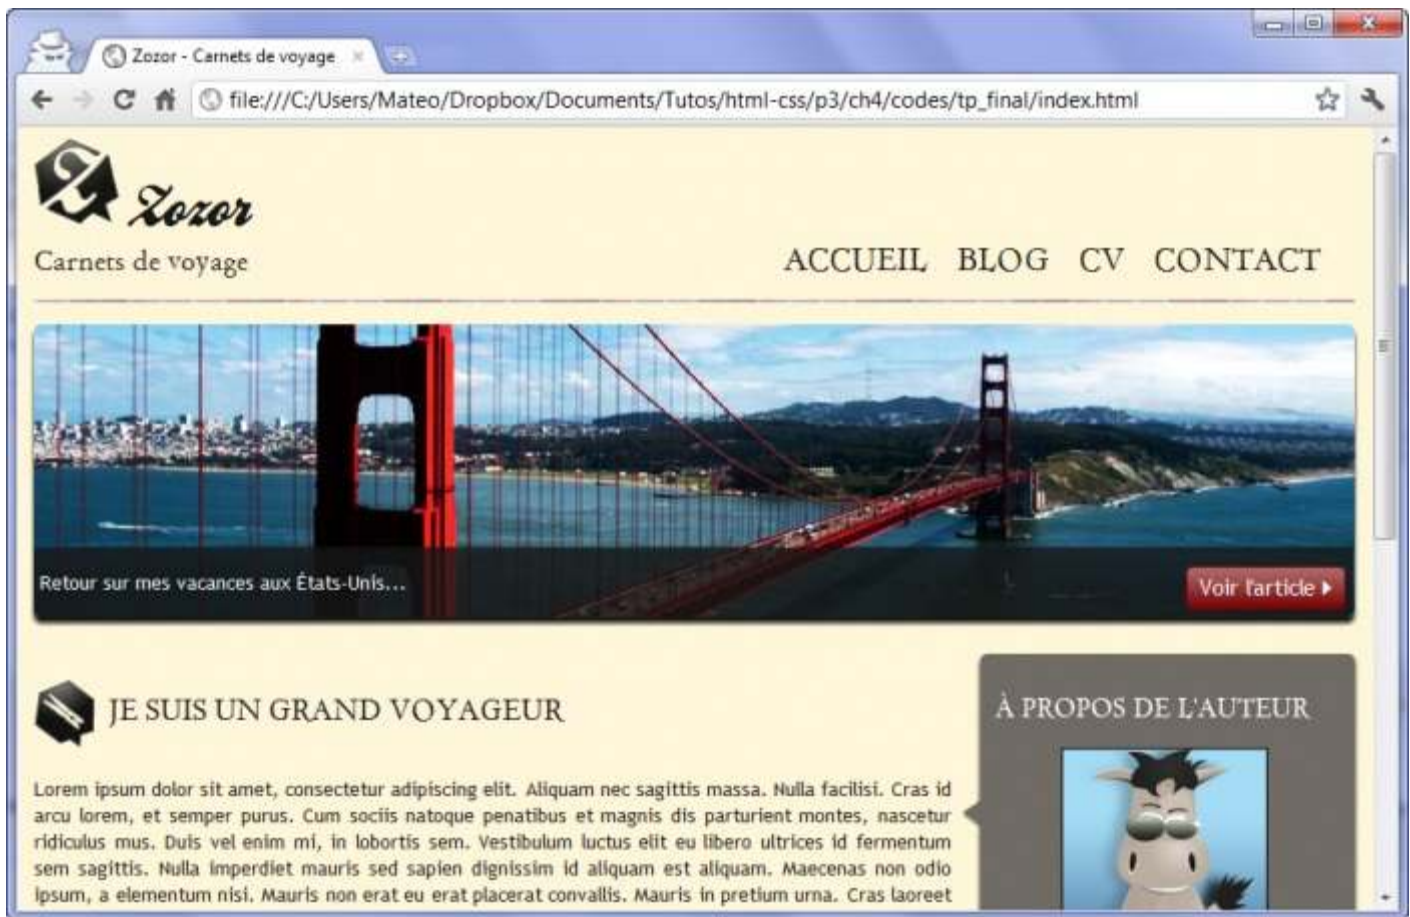 Zozor - Carnets de voyage
file:///C:/Users/Mateo/Dropbox/Documents/Tutos/html-css/p3/ch4/codes/tp_final/index.html
Zozor
Carnets de voyage
ACCUEIL BLOG CV CONTACT
Retour sur mes vacances aux États-Unis...
Voir l'article
JE SUIS UN GRAND VOYAGEUR
Lorem ipsum dolor sit amet, consectetur adipiscing elit. Aliquam nec sagittis massa. Nulla facilisi. Cras id
arcu lorem, et semper purus. Cum sociis natoque penatibus et magnis dis parturient montes, nascetur
ridiculus mus. Duis vel enim mi, in lobortis sem. Vestibulum luctus elit eu libero ultrices id fermentum
sem sagittis. Nulla imperdiet mauris sed sapien dignissim id aliquam est aliquam. Maecenas non odio
ipsum, a elementum nisi. Mauris non erat eu erat placerat convallis. Mauris in pretium urna. Cras laoreet
À PROPOS DE L'AUTEUR